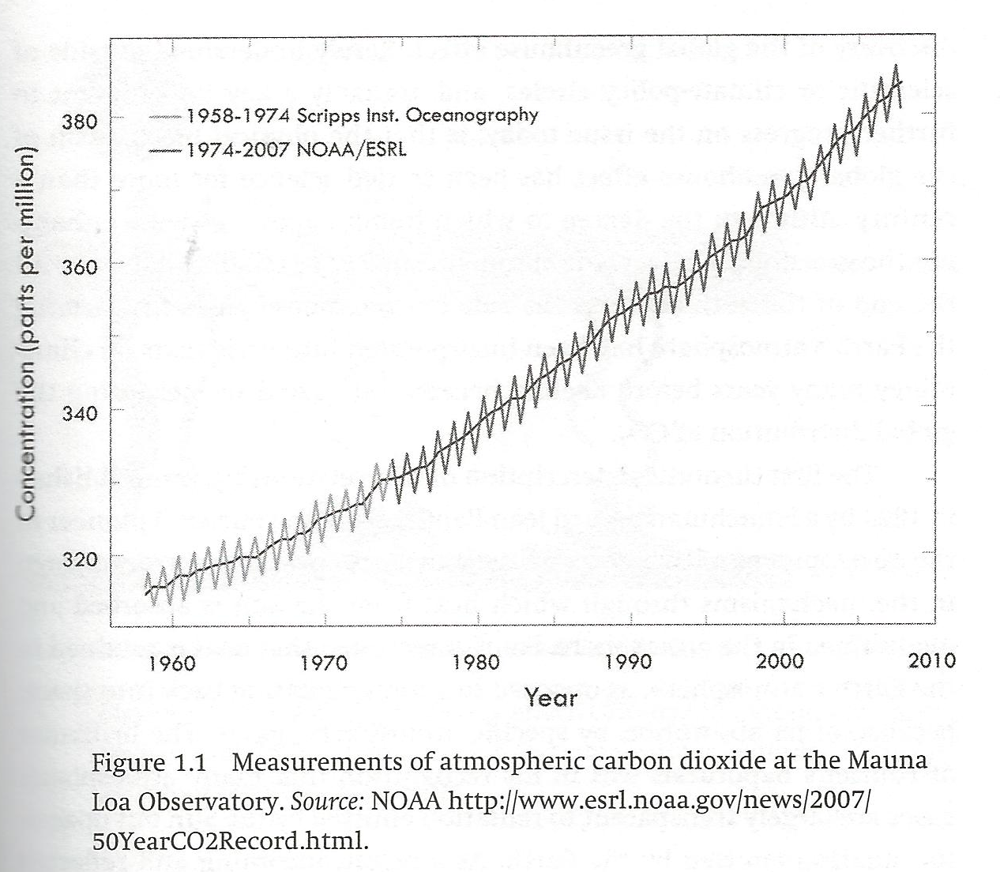 380
360
340
320
Concentration (parts per million)
1958-1974 Scripps Inst. Oceanography
1974-2007 NOAA/ESRL
1960 1970 1980 1990 2000 2010
Year
Figure 1.1 Measurements of atmospheric carbon dioxide at the Mauna
Loa Observatory. Source: NOAA http://www.esrl.noaa.gov/news/2007/
50YearCO2Record.html.